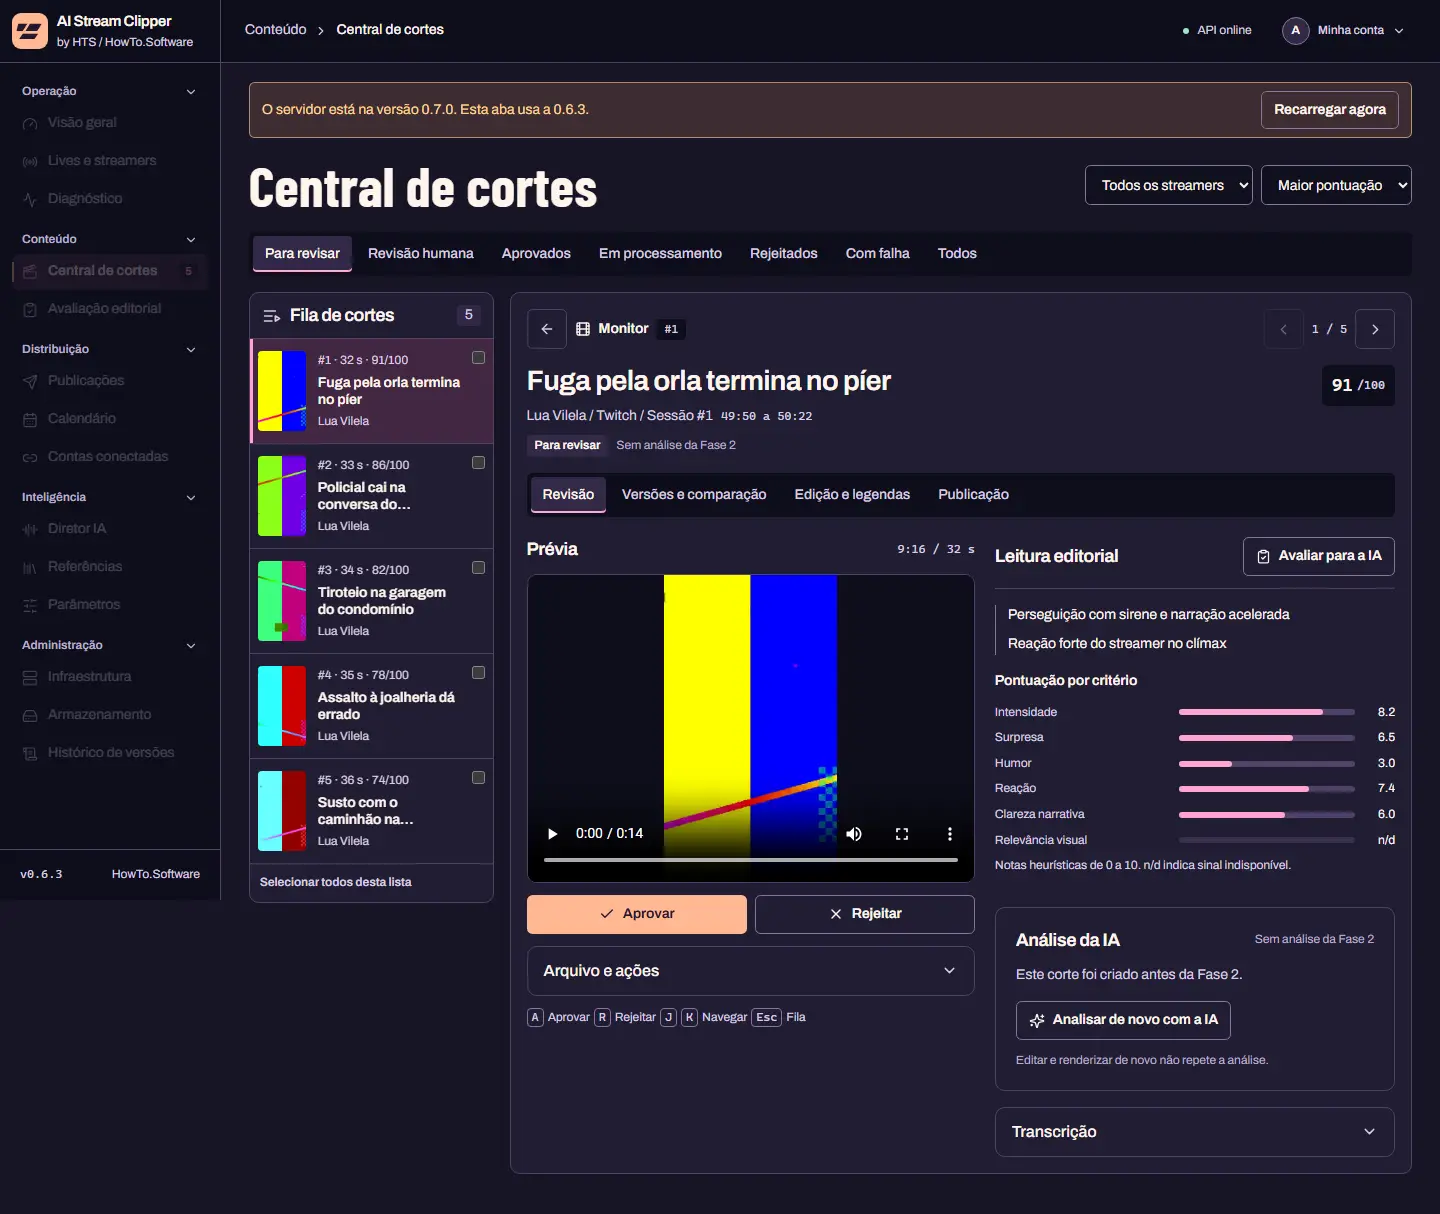 AI Stream Clipper
by HTS / HowTo.Software
Conteúdo > Central de cortes
API online
A
Minha conta
Operação
Visão geral
Lives e streamers
Diagnóstico
Conteúdo
Central de cortes 5
Avaliação editorial
Distribuição
Publicações
Calendário
Contas conectadas
Inteligência
Diretor IA
Referências
Parâmetros
Administração
Infraestrutura
Armazenamento
Histórico de versões
v0.6.3
HowTo.Software
O servidor está na versão 0.7.0. Esta aba usa a 0.6.3.
Recarregar agora
Central de cortes
Todos os streamers
Maior pontuação
Para revisar
Revisão humana
Aprovados
Em processamento
Rejeitados
Com falha
Todos
Fila de cortes 5
#1 · 32 s · 91/100
Fuga pela orla termina
no píer
Lua Vilela
#2 · 33 s · 86/100
Policial cai na
conversa do...
Lua Vilela
#3 · 34 s · 82/100
Tiroteio na garagem
do condomínio
Lua Vilela
#4 · 35 s · 78/100
Assalto à joalheria dá
errado
Lua Vilela
#5 · 36 s · 74/100
Susto com o
caminhão na...
Lua Vilela
Selecionar todos desta lista
Monitor #1
1 / 5
Fuga pela orla termina no píer
91 /100
Lua Vilela / Twitch / Sessão #1 49:50 a 50:22
Para revisar
Sem análise da Fase 2
Revisão
Versões e comparação
Edição e legendas
Publicação
Prévia
9:16 / 32 s
0:00 / 0:14
Aprovar
Rejeitar
Arquivo e ações
A Aprovar R Rejeitar J K Navegar Esc Fila
Leitura editorial
Avaliar para a IA
Perseguição com sirene e narração acelerada
Reação forte do streamer no clímax
Pontuação por critério
Intensidade 8.2
Surpresa 6.5
Humor 3.0
Reação 7.4
Clareza narrativa 6.0
Relevância visual n/d
Notas heurísticas de 0 a 10. n/d indica sinal indisponível.
Análise da IA
Sem análise da Fase 2
Este corte foi criado antes da Fase 2.
Analisar de novo com a IA
Editar e renderizar de novo não repete a análise.
Transcrição